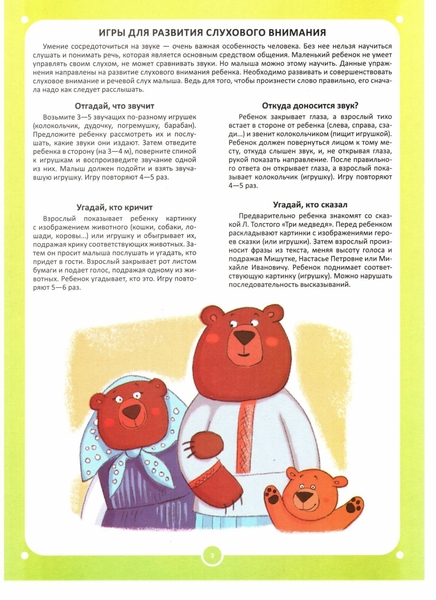 ИГРЫ ДЛЯ РАЗВИТИЯ СЛУХОВОГО ВНИМАНИЯ
Умение сосредоточиться на звуке — очень важная особенность человека. Без нее нельзя научиться
слушать и понимать речь, которая является основным средством общения. Маленький ребенок не умеет
управлять своим слухом, не может сравнивать звуки. Но малыша можно этому научить. Данные упраж-
нения направлены на развитие слухового внимания ребенка. Необходимо развивать и совершенствовать
слуховое внимание и речевой слух малыша. Ведь для того, чтобы произнести слово правильно, его снача-
ла надо как следует расслышать.
Отгадай, что звучит
Возьмите 3—5 звучащих по-разному игрушек
(колокольчик, дудочку, погремушку, барабан).
Предложите ребенку рассмотреть их и послу-
шать, какие звуки они издают. Затем отведите
ребенка в сторону (на 3—4 м), поверните спиной
к игрушкам и воспроизведите звучание одной
из них. Малыш должен подойти и взять звуча-
вшую игрушку. Игру повторяют 4—5 раз.
Угадай, кто кричит
Взрослый показывает ребенку картинку
с изображением животного (кошки, собаки, ло-
шади, коровы...) или игрушку и обыгрывает их,
подражая крику соответствующих животных. За-
тем он просит малыша послушать и угадать, кто
придет в гости. Взрослый закрывает рот листом
бумаги и подает голос, подражая одному из жи-
вотных. Ребенок угадывает, кто это. Игру повто-
ряют 5—6 раз.
Откуда доносится звук?
Ребенок закрывает глаза, а взрослый тихо
встает в стороне от ребенка (слева, справа, сза-
ди...) и звенит колокольчиком (пищит игрушкой).
Ребенок должен повернуться лицом к тому ме-
сту, откуда слышен звук, и, не открывая глаза,
рукой показать направление. После правильно-
го ответа он открывает глаза, а взрослый пока-
зывает колокольчик (игрушку). Игру повторяют
4—5 раз.
Угадай, кто сказал
Предварительно ребенка знакомят со сказ-
кой Л. Толстого «Три медведя». Перед ребенком
раскладывают картинки с изображениями геро-
ев сказки (или игрушки). Затем взрослый произ-
носит фразы из текста, меняя высоту голоса и
подражая Мишутке, Настасье Петровне или Ми-
хайле Ивановичу. Ребенок поднимает соответ-
ствующую картинку (игрушку). Можно нарушать
последовательность высказываний.